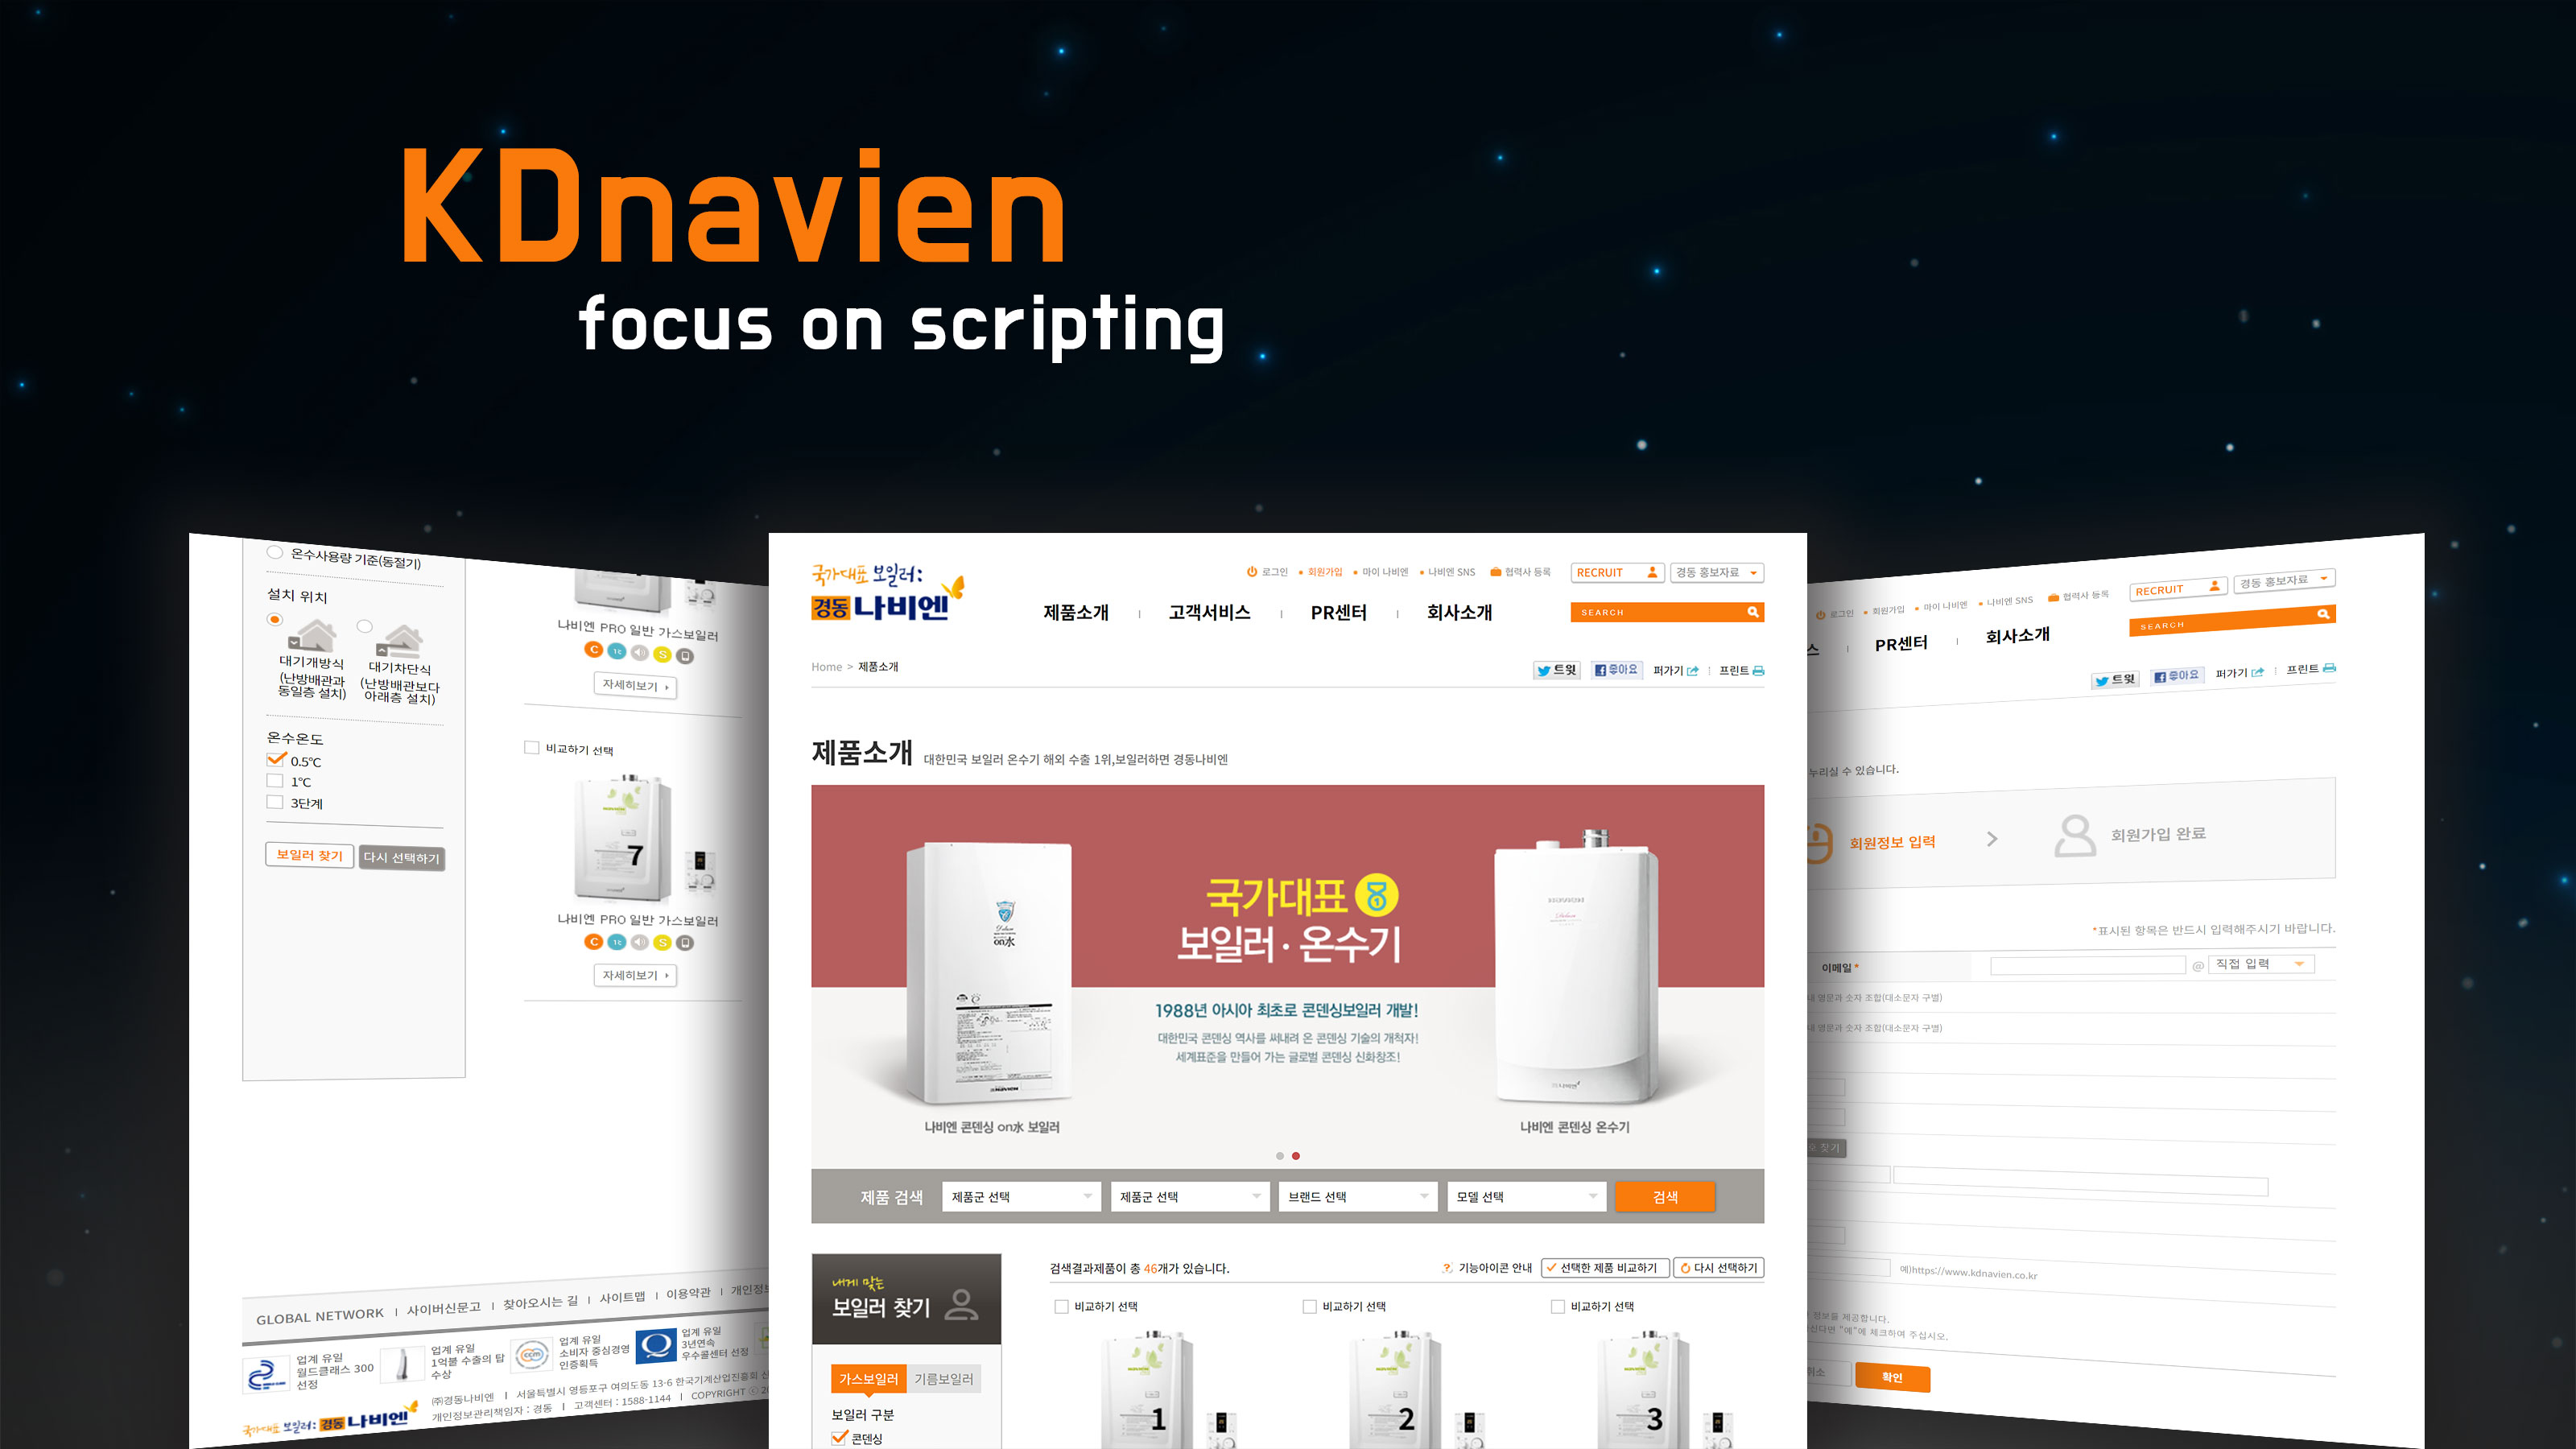 KDnavien
focus on scripting
온수사용량 기준(동절기)
설치 위치
대기개방식
(난방배관과
동일층 설치)
대기차단식
(난방배관보다
아래층 설치)
온수온도
0.5℃
1℃
3단계
보일러 찾기
다시 선택하기
나비엔 PRO 일반 가스보일러
C 1c S
자세히보기
비교하기 선택
7
나비엔 PRO 일반 가스보일러
C 1c S
자세히보기
GLOBAL NETWORK
사이버신문고
찾아오시는 길
사이트맵
이용약관
업계 유일
월드클래스 300
선정
업계 유일
1억불 수출의 탑
수상
ccm
업계 유일
소비자 중심경영
인증획득
업계 유일
3년연속
우수콜센터 선정
국가대표 보일러:
경동 나비엔
㈜경동나비엔 | 서울특별시 영등포구 여의도동 13-6 한국기계산업진흥회
개인정보관리책임자 : 경동 | 고객센터 : 1588-1144 | COPYRIGHT ⓒ
국가대표 보일러:
경동 나비엔
로그인
회원가입
마이 나비엔
나비엔 SNS
협력사 등록
RECRUIT
경동 홍보자료
제품소개
고객서비스
PR센터
회사소개
SEARCH
Home > 제품소개
트윗
좋아요
퍼가기
프린트
제품소개 대한민국 보일러 온수기 해외 수출 1위,보일러하면 경동나비엔
국가대표 1
보일러 · 온수기
1988년 아시아 최초로 콘덴싱보일러 개발!
대한민국 콘덴싱 역사를 써내려 온 콘덴싱 기술의 개척자!
세계표준을 만들어 가는 글로벌 콘덴싱 신화창조!
on水
나비엔 콘덴싱 on水 보일러
나비엔 콘덴싱 온수기
제품 검색
제품군 선택
제품군 선택
브랜드 선택
모델 선택
검색
내게 맞는
보일러 찾기
가스보일러
기름보일러
보일러 구분
콘덴싱
검색결과제품이 총 46개가 있습니다.
기능아이콘 안내
선택한 제품 비교하기
다시 선택하기
비교하기 선택
비교하기 선택
비교하기 선택
1
2
3
로그인
회원가입
마이 나비엔
나비엔 SNS
협력사 등록
RECRUIT
경동 홍보자료
스
PR센터
회사소개
SEARCH
트윗
좋아요
퍼가기
프린트
누리실 수 있습니다.
회원정보 입력
회원가입 완료
*표시된 항목은 반드시 입력해주시기 바랍니다.
이메일 *
@
직접 입력
영문과 숫자 조합(대소문자 구별)
영문과 숫자 조합(대소문자 구별)
찾기
예)https://www.kdnavien.co.kr
정보를 제공합니다.
"예"에 체크하여 주십시오.
취소
확인